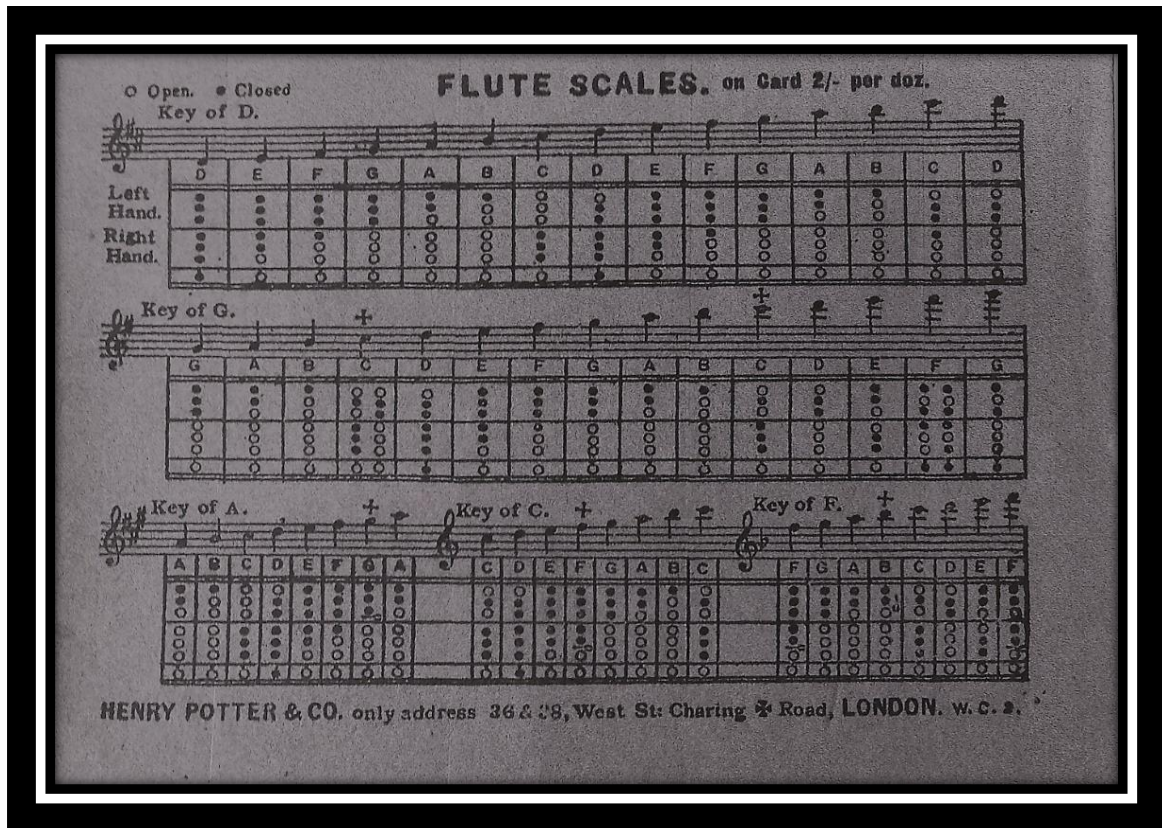 FLUTE SCALES. on Card 2/- per doz.
○ Open. ● Closed
Key of D.
D E F G A B C D E F G A B C D
Left
Hand.
Right
Hand.
Key of G.
G A B C D E F G A B C D E F G
Key of A. Key of C. Key of F.
A B C D E F G A C D E F G A B C F G A B C D E F
HENRY POTTER & CO. only address 36 & 38, West St: Charing ✠ Road, LONDON. W. C. 2.